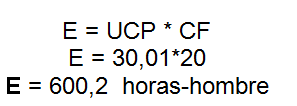 E = UCP * CF
E = 30,01*20
E = 600,2 horas-hombre